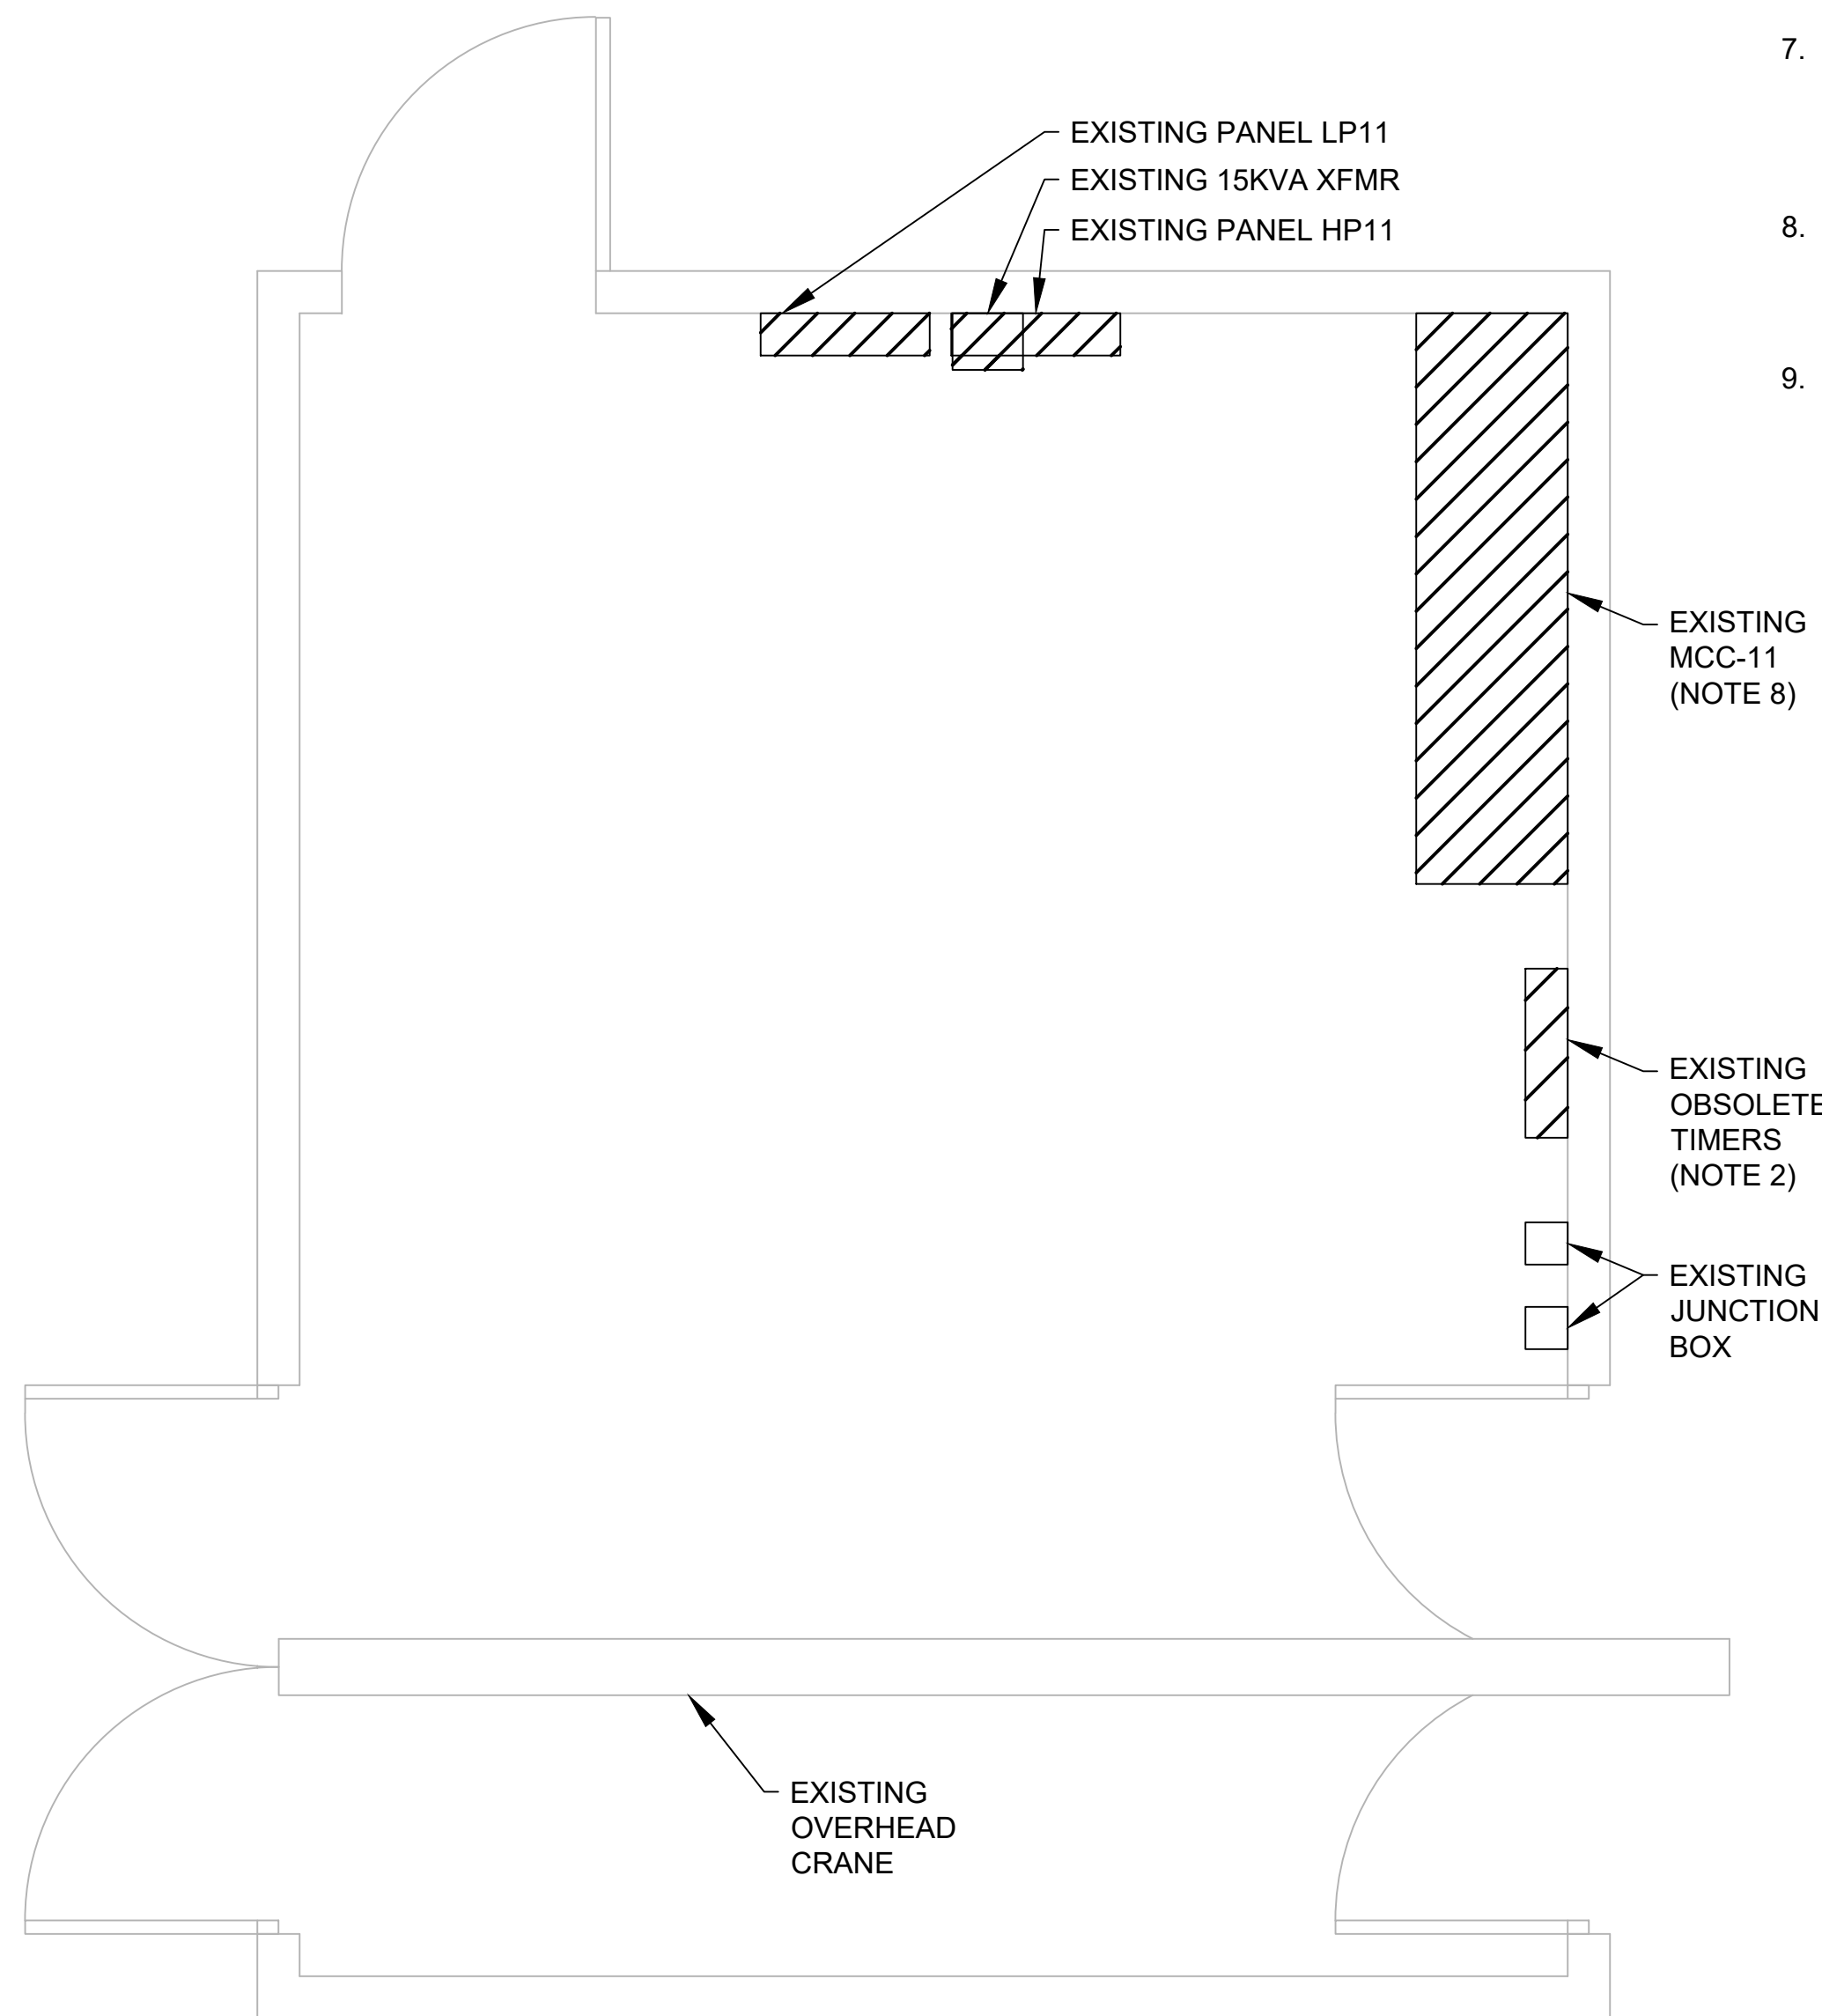 7.
EXISTING PANEL LP11
EXISTING 15KVA XFMR
EXISTING PANEL HP11
8.
9.
EXISTING
MCC-11
(NOTE 8)
EXISTING
OBSOLETE
TIMERS
(NOTE 2)
EXISTING
JUNCTION
BOX
EXISTING
OVERHEAD
CRANE